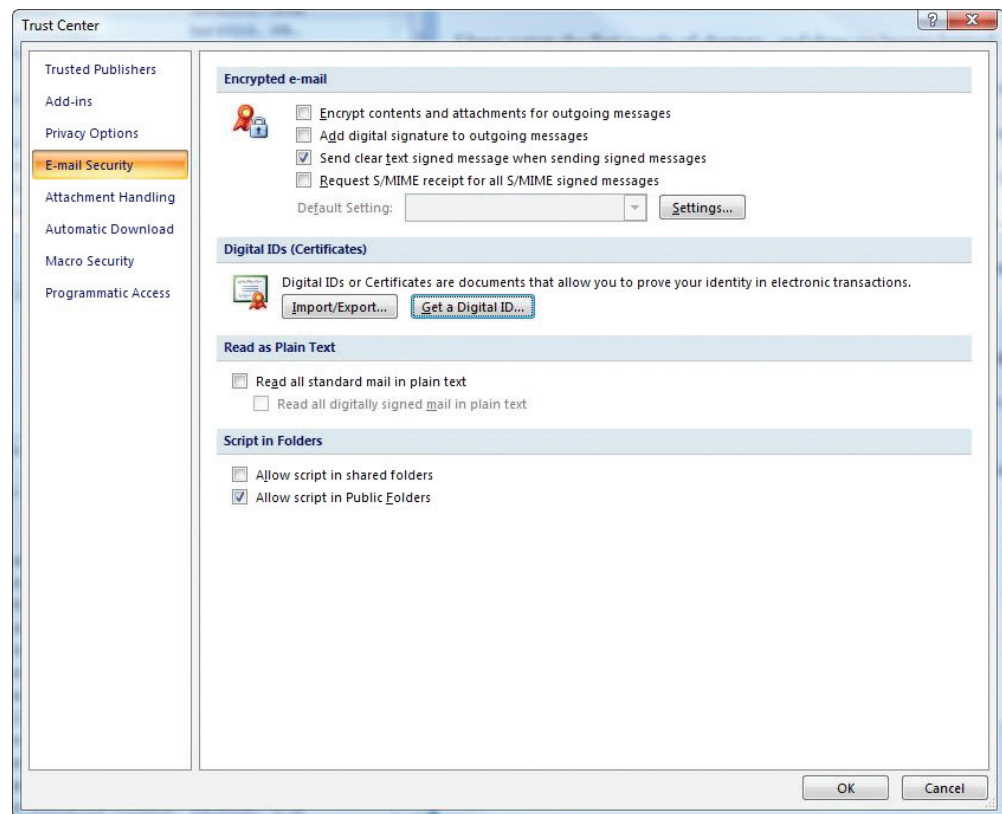 Trust Center
Trusted Publishers
Add-ins
Privacy Options
E-mail Security
Attachment Handling
Automatic Download
Macro Security
Programmatic Access
Encrypted e-mail
Encrypt contents and attachments for outgoing messages
Add digital signature to outgoing messages
Send clear text signed message when sending signed messages
Request S/MIME receipt for all S/MIME signed messages
Default Setting:
Settings...
Digital IDs (Certificates)
Digital IDs or Certificates are documents that allow you to prove your identity in electronic transactions.
Import/Export... Get a Digital ID...
Read as Plain Text
Read all standard mail in plain text
Read all digitally signed mail in plain text
Script in Folders
Allow script in shared folders
Allow script in Public Folders
OK Cancel